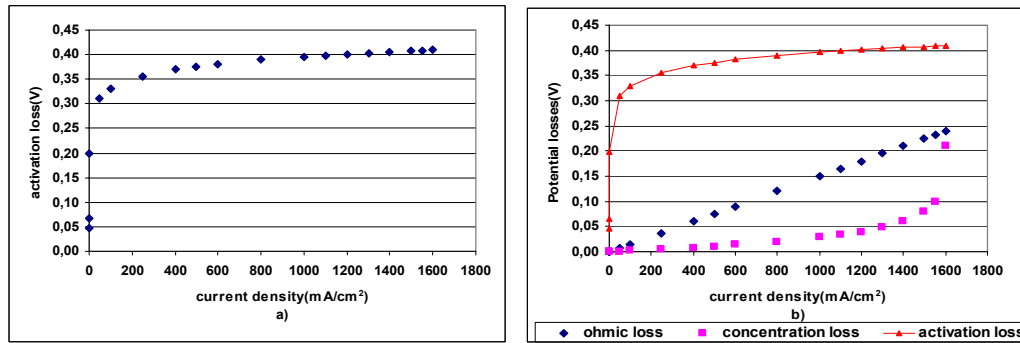 activation loss(V)
0,45
0,40
0,35
0,30
0,25
0,20
0,15
0,10
0,05
0,00
0 200 400 600 800 1000 1200 1400 1600 1800
current density(mA/cm²)
a)
Potential losses(V)
0,45
0,40
0,35
0,30
0,25
0,20
0,15
0,10
0,05
0,00
0 200 400 600 800 1000 1200 1400 1600 1800
current density(mA/cm²)
b)
ohmic loss concentration loss activation loss